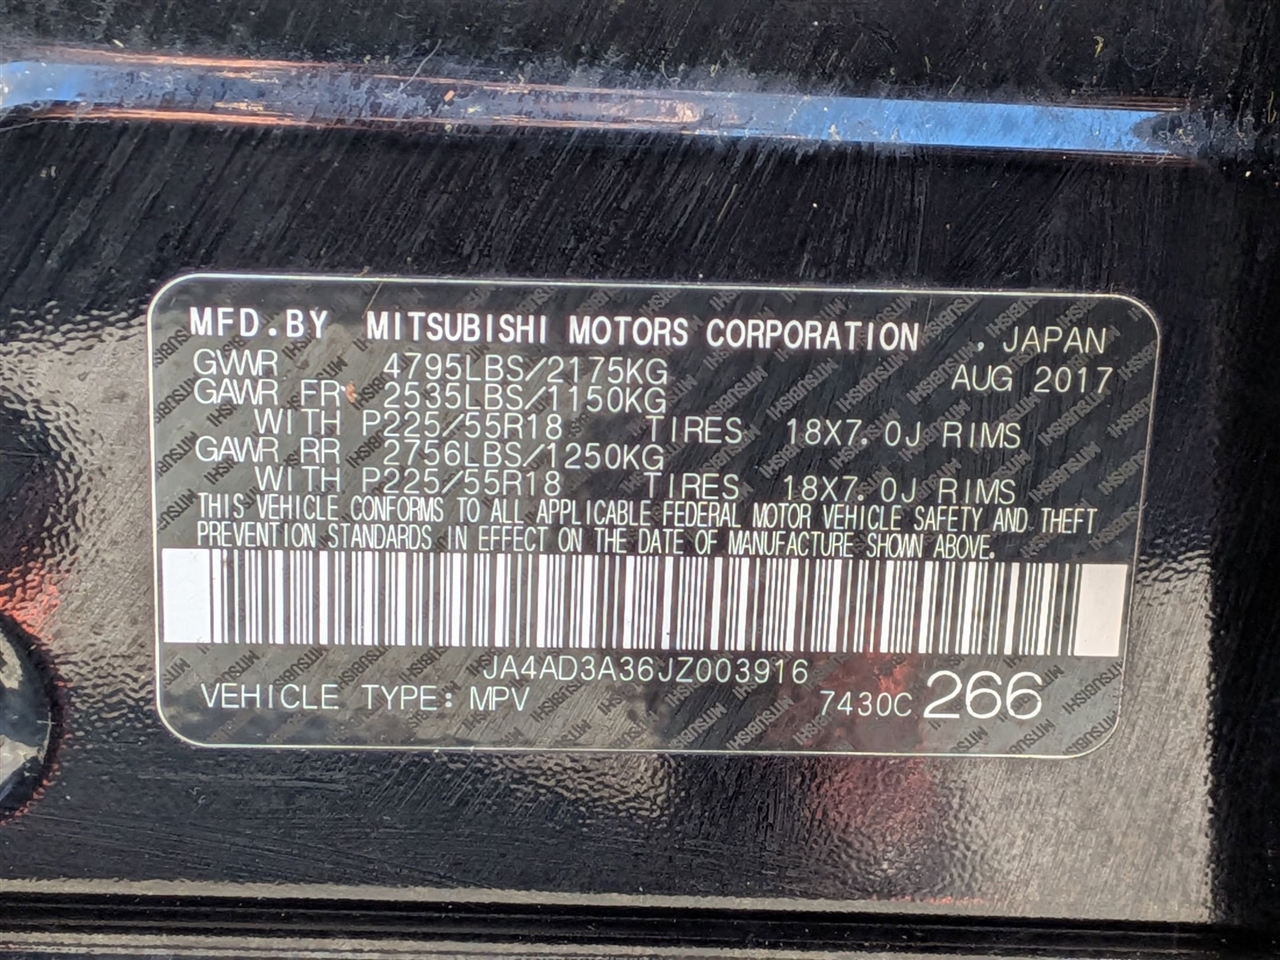 MFD.BY MITSUBISHI MOTORS CORPORATION , JAPAN
GVWR 4795LBS/2175KG AUG 2017
GAWR FR 2535LBS/1150KG
WITH P225/55R18 TIRES 18X7.0J RIMS
GAWR RR 2756LBS/1250KG
WITH P225/55R18 TIRES 18X7.0J RIMS
THIS VEHICLE CONFORMS TO ALL APPLICABLE FEDERAL MOTOR VEHICLE SAFETY AND THEFT
PREVENTION STANDARDS IN EFFECT ON THE DATE OF MANUFACTURE SHOWN ABOVE.
JA4AD3A36JZ003916
VEHICLE TYPE: MPV 7430C 266